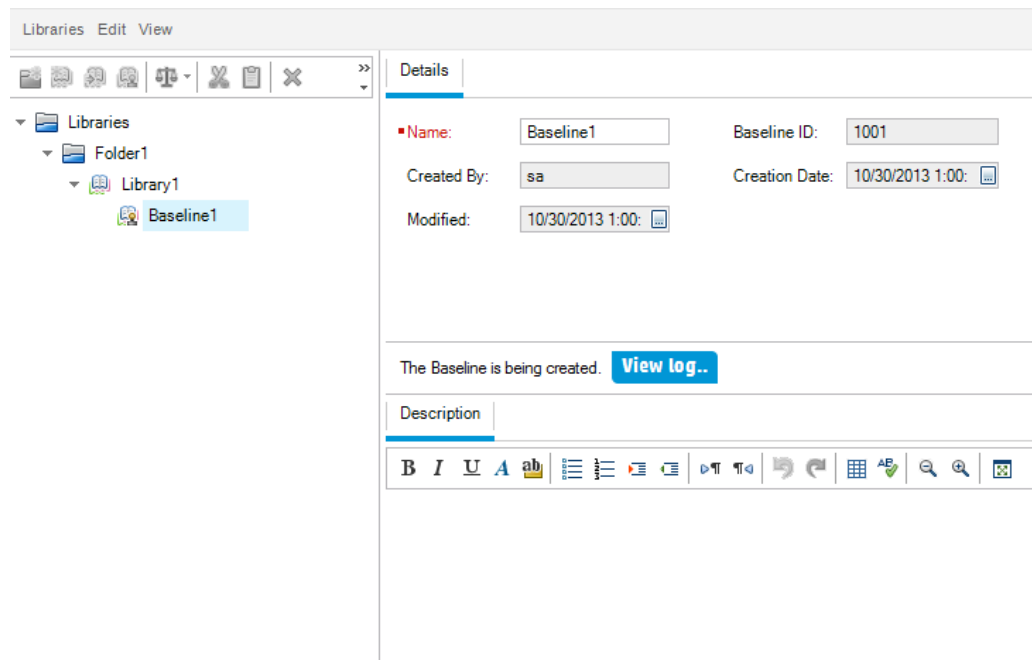 Libraries Edit View
Details
Libraries
Folder1
Library1
Baseline1
Name: Baseline1 Baseline ID: 1001
Created By: sa Creation Date: 10/30/2013 1:00: ...
Modified: 10/30/2013 1:00: ...
The Baseline is being created. View log..
Description
B I U A ab